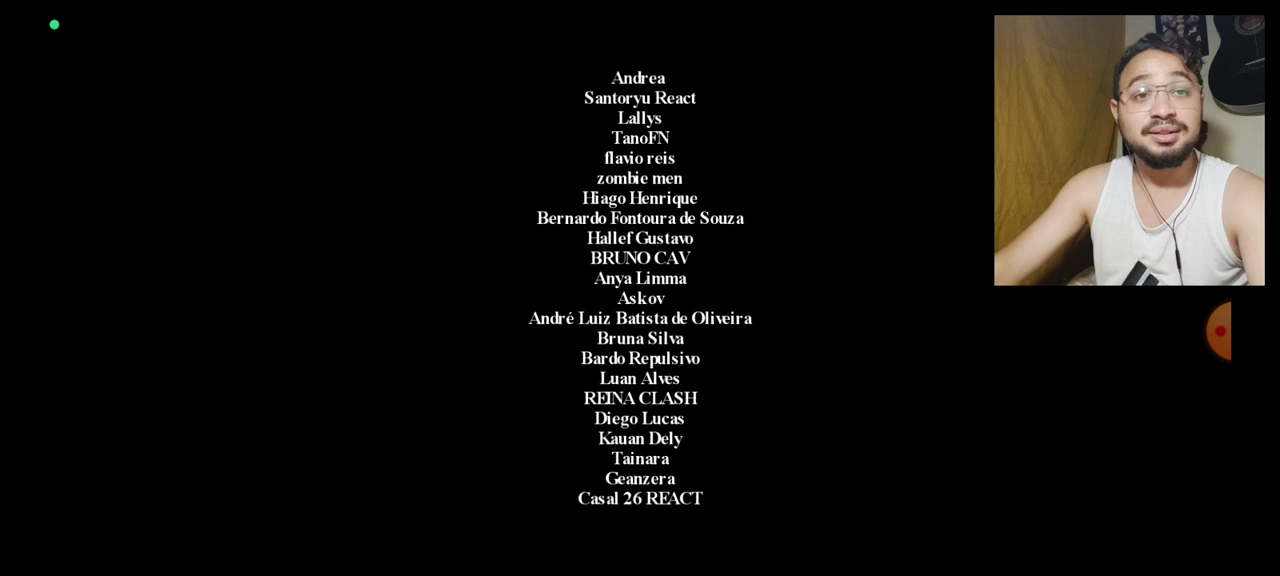 Andrea
Santoryu React
Lallys
TanoFN
flavio reis
zombie men
Hiago Henrique
Bernardo Fontoura de Souza
Hallef Gustavo
BRUNO CAV
Anya Limma
Askov
André Luiz Batista de Oliveira
Bruna Silva
Bardo Repulsivo
Luan Alves
REINA CLASH
Diego Lucas
Kauan Dely
Tainara
Geanzera
Casal 26 REACT